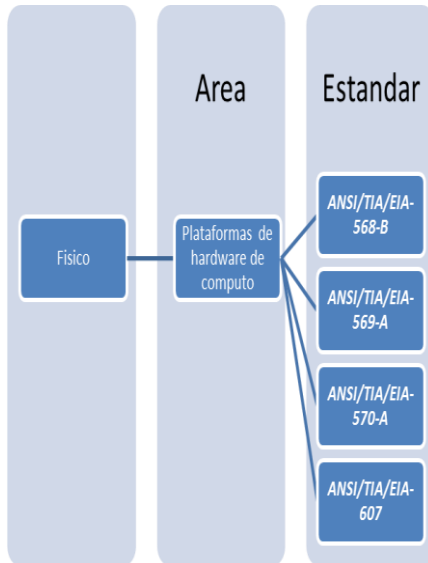 Area
Estandar
Fisico
Plataformas de
hardware de
computo
ANSI/TIA/EIA-
568-B
ANSI/TIA/EIA-
569-A
ANSI/TIA/EIA-
570-A
ANSI/TIA/EIA-
607